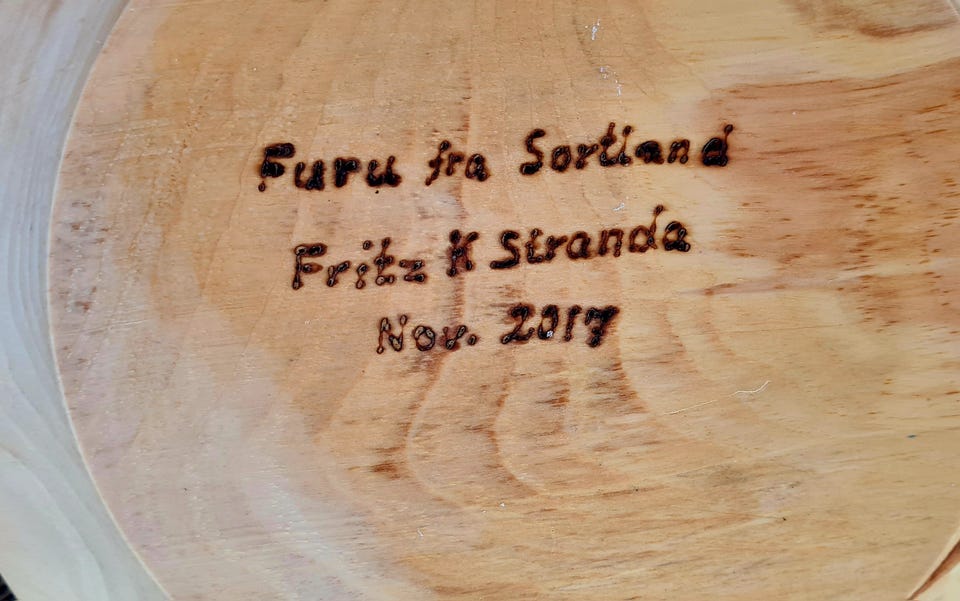 Furu fra Sortland
Fritz K Stranda
Nov. 2017